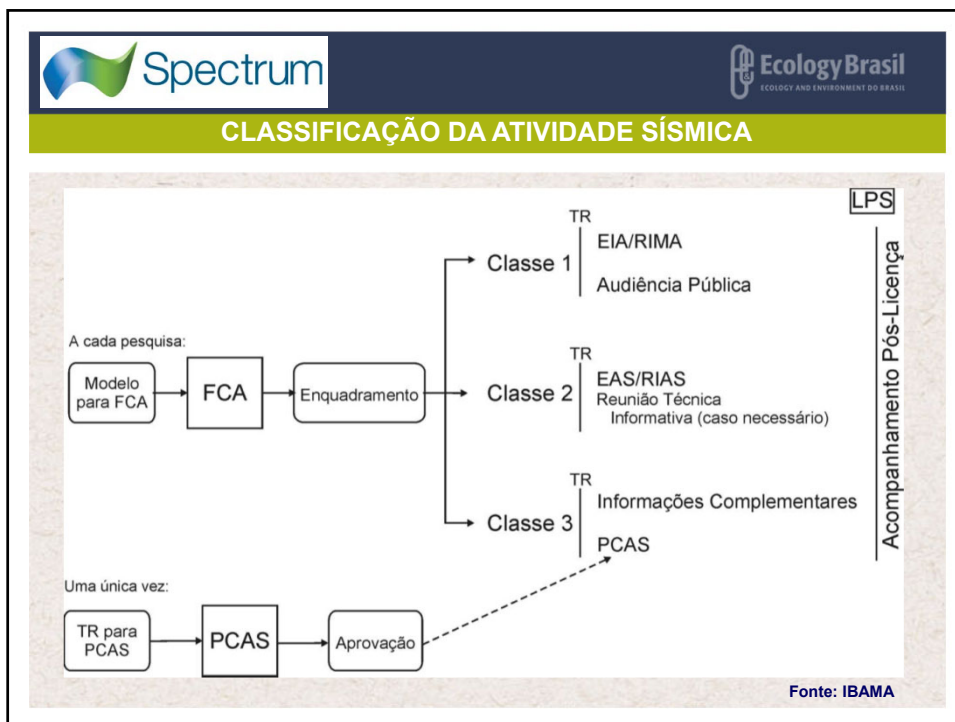 Spectrum
Ecology Brasil
ECOLOGY AND ENVIRONMENT DO BRASIL
CLASSIFICAÇÃO DA ATIVIDADE SÍSMICA
LPS
TR
EIA/RIMA
Classe 1
Audiência Pública
A cada pesquisa:
Modelo
para FCA
FCA
Enquadramento
TR
EAS/RIAS
Classe 2
Reunião Técnica
Informativa (caso necessário)
TR
Informações Complementares
Classe 3
PCAS
Acompanhamento Pós-Licença
Uma única vez:
TR para
PCAS
PCAS
Aprovação
Fonte: IBAMA